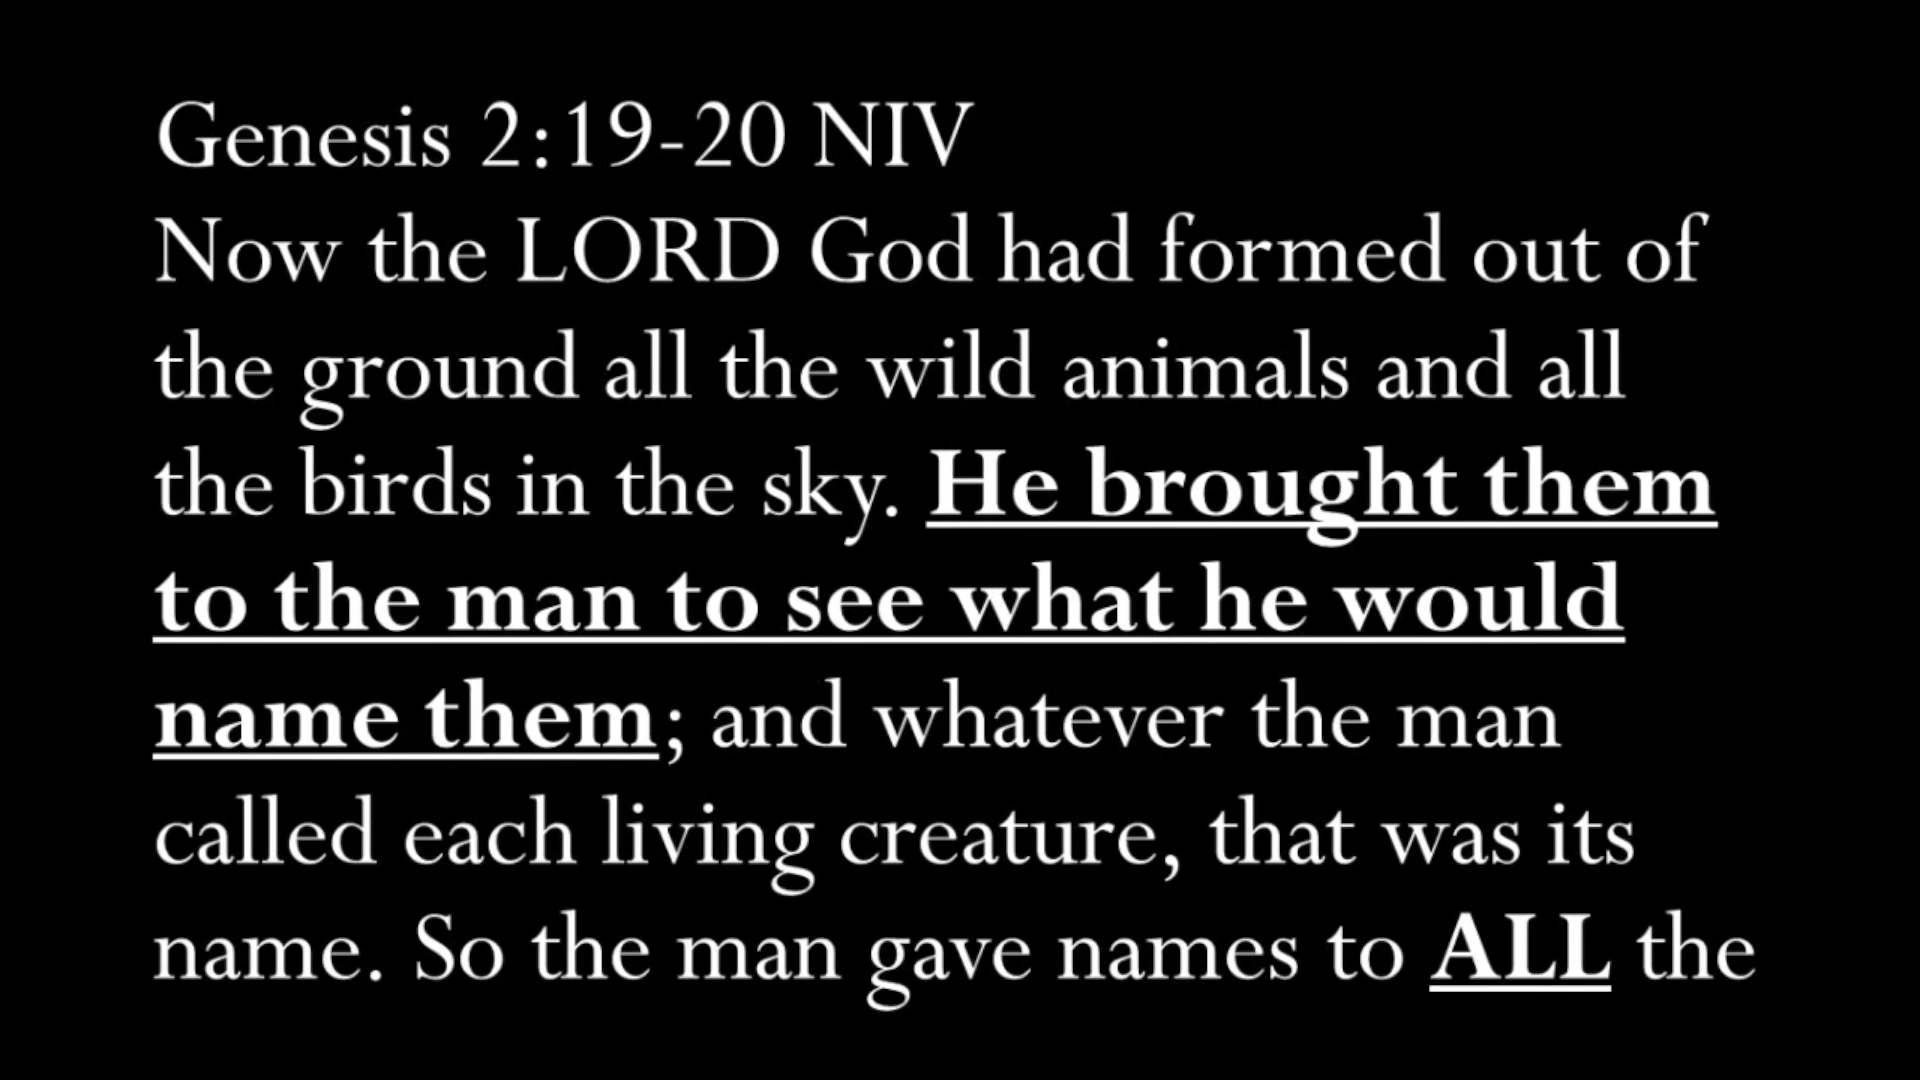 Genesis 2:19-20 NIV
Now the LORD God had formed out of
the ground all the wild animals and all
the birds in the sky. He brought them
to the man to see what he would
name them; and whatever the man
called each living creature, that was its
name. So the man gave names to ALL the